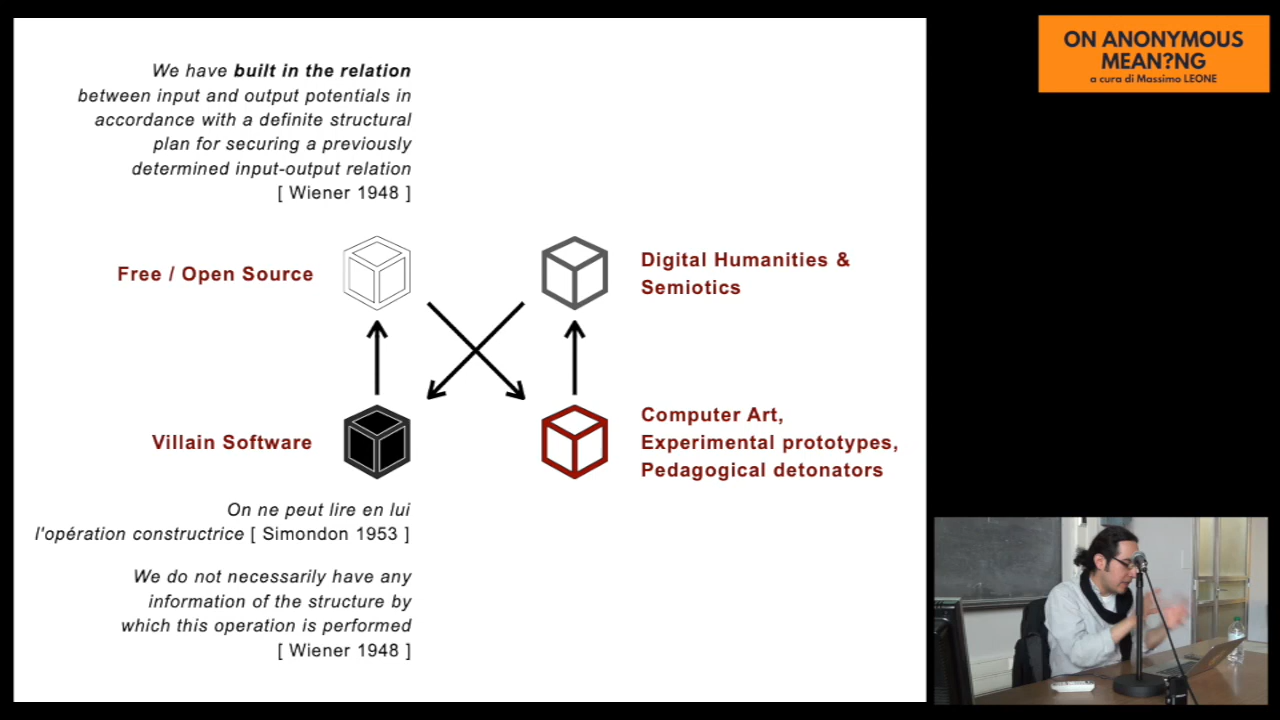 We have built in the relation
between input and output potentials in
accordance with a definite structural
plan for securing a previously
determined input-output relation
[ Wiener 1948 ]
Free / Open Source
Digital Humanities &
Semiotics
Villain Software
Computer Art,
Experimental prototypes,
Pedagogical detonators
On ne peut lire en lui
l'opération constructrice [ Simondon 1953 ]
We do not necessarily have any
information of the structure by
which this operation is performed
[ Wiener 1948 ]
ON ANONYMOUS
MEAN?NG
a cura di Massimo LEONE